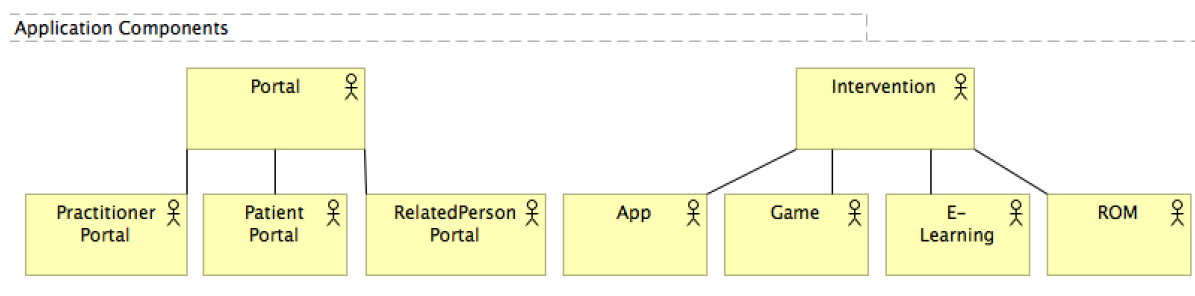 Application Components
Portal
Intervention
Practitioner
Portal
Patient
Portal
RelatedPerson
Portal
App
Game
E-
Learning
ROM